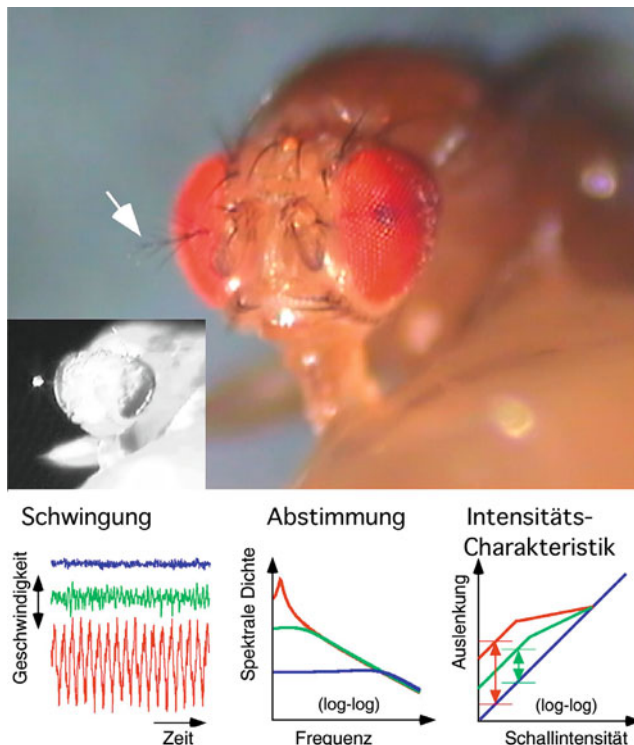 Schwingung
Geschwindigkeit
Zeit
Abstimmung
Spektrale Dichte
(log-log)
Frequenz
Intensitäts-
Charakteristik
Auslenkung
(log-log)
Schallintensität